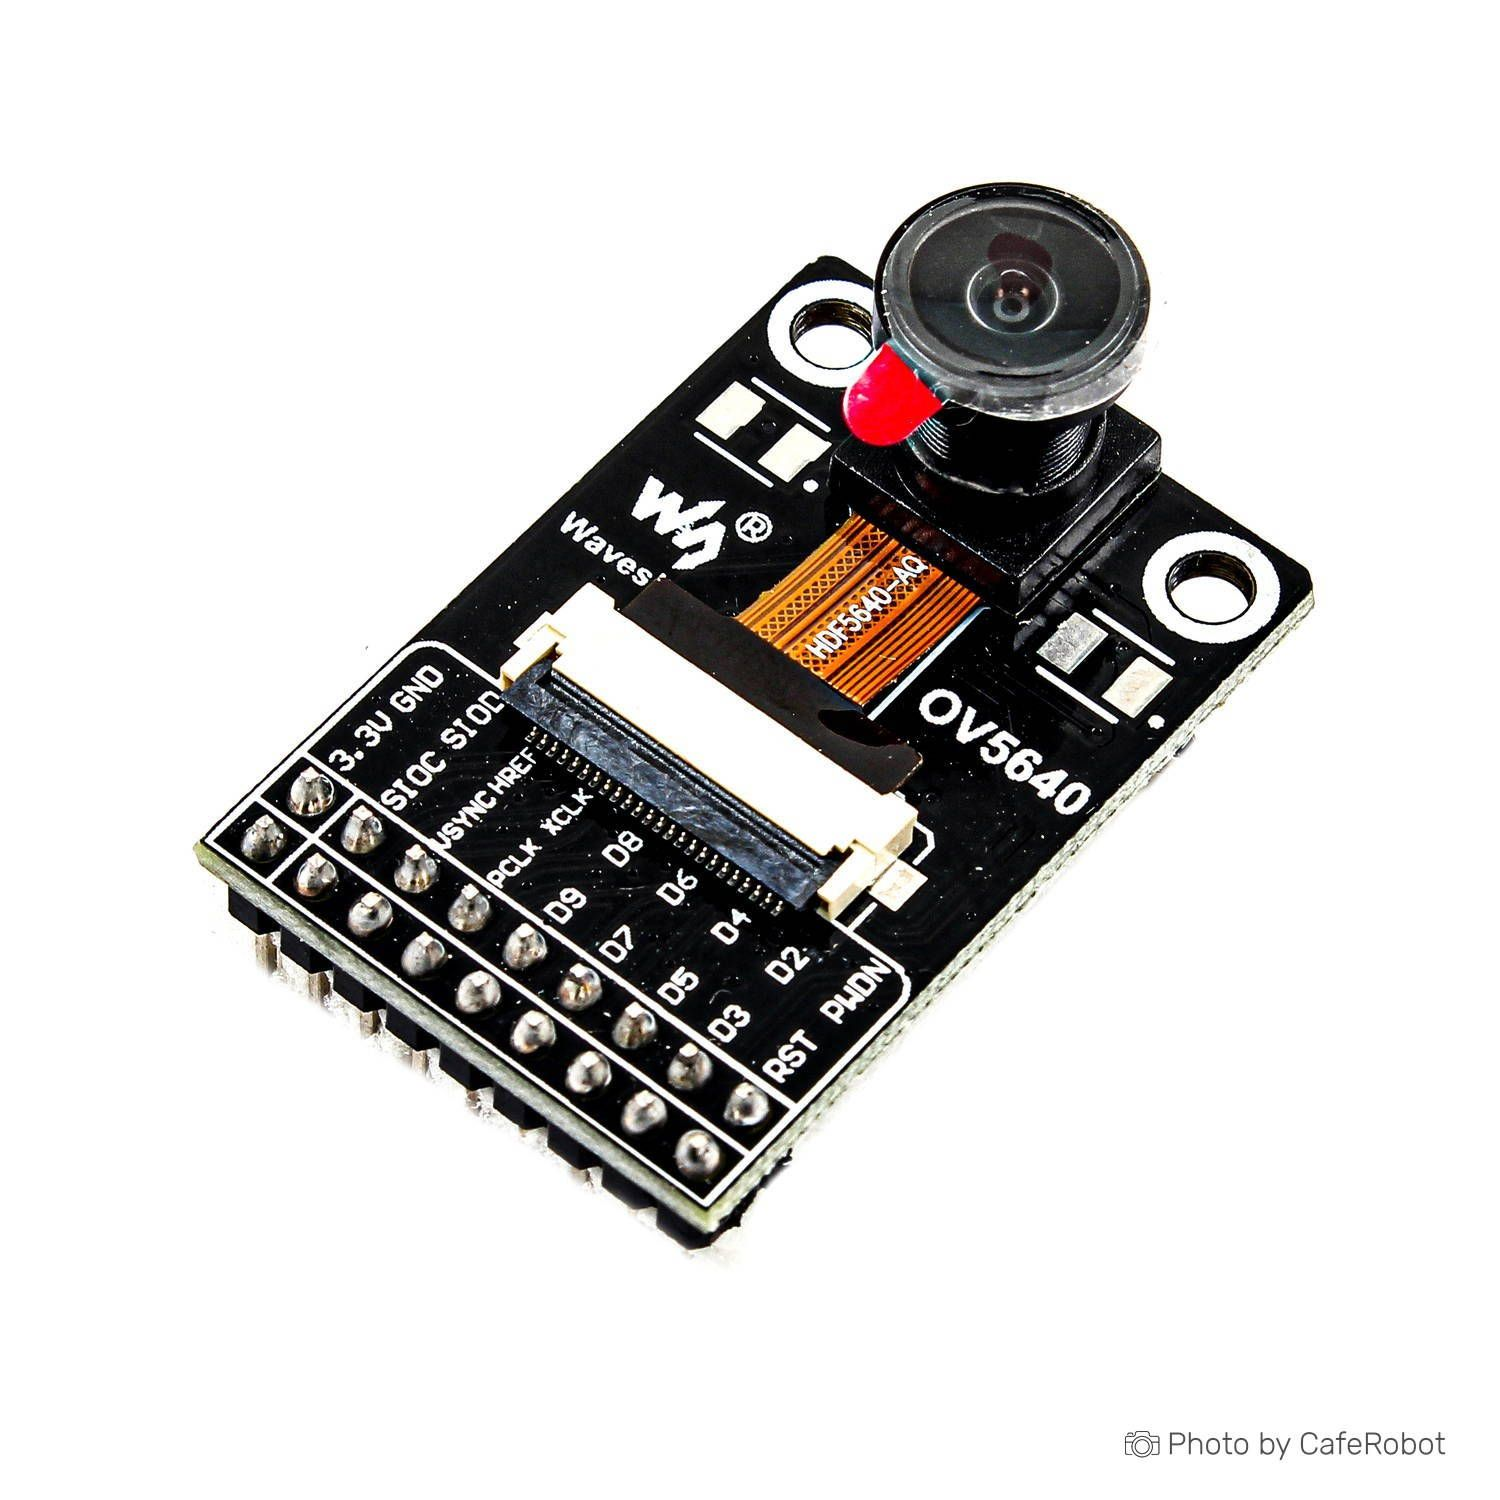 WS®
Waves
HDF5640-AQ
OV5640
3.3V GND
SIOC SIOD
VSYNC HREF
PCLK XCLK
D9 D8
D7 D6
D5 D4
D3 D2
RST PWDN
Photo by CafeRobot